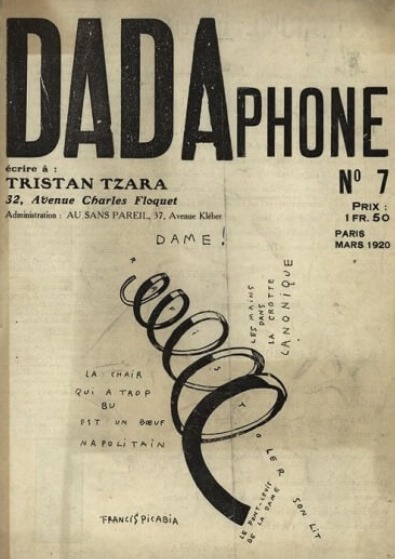 DADAPHONE
écrire à :
TRISTAN TZARA
32, Avenue Charles Floquet
Administration : AU SANS PAREIL, 37, Avenue Kléber
Nº 7
PRIX :
1 FR. 50
PARIS
MARS 1920
DAME!
LES MAINS
DANS
LA CROTTE
CANONIQUE
LA CHAIR
QUI A TROP
BU
EST UN BŒUF
NAPOLITAIN
SON LIT
LE PONT-LEVIS
DE LA DAME
FRANCIS PICABIA